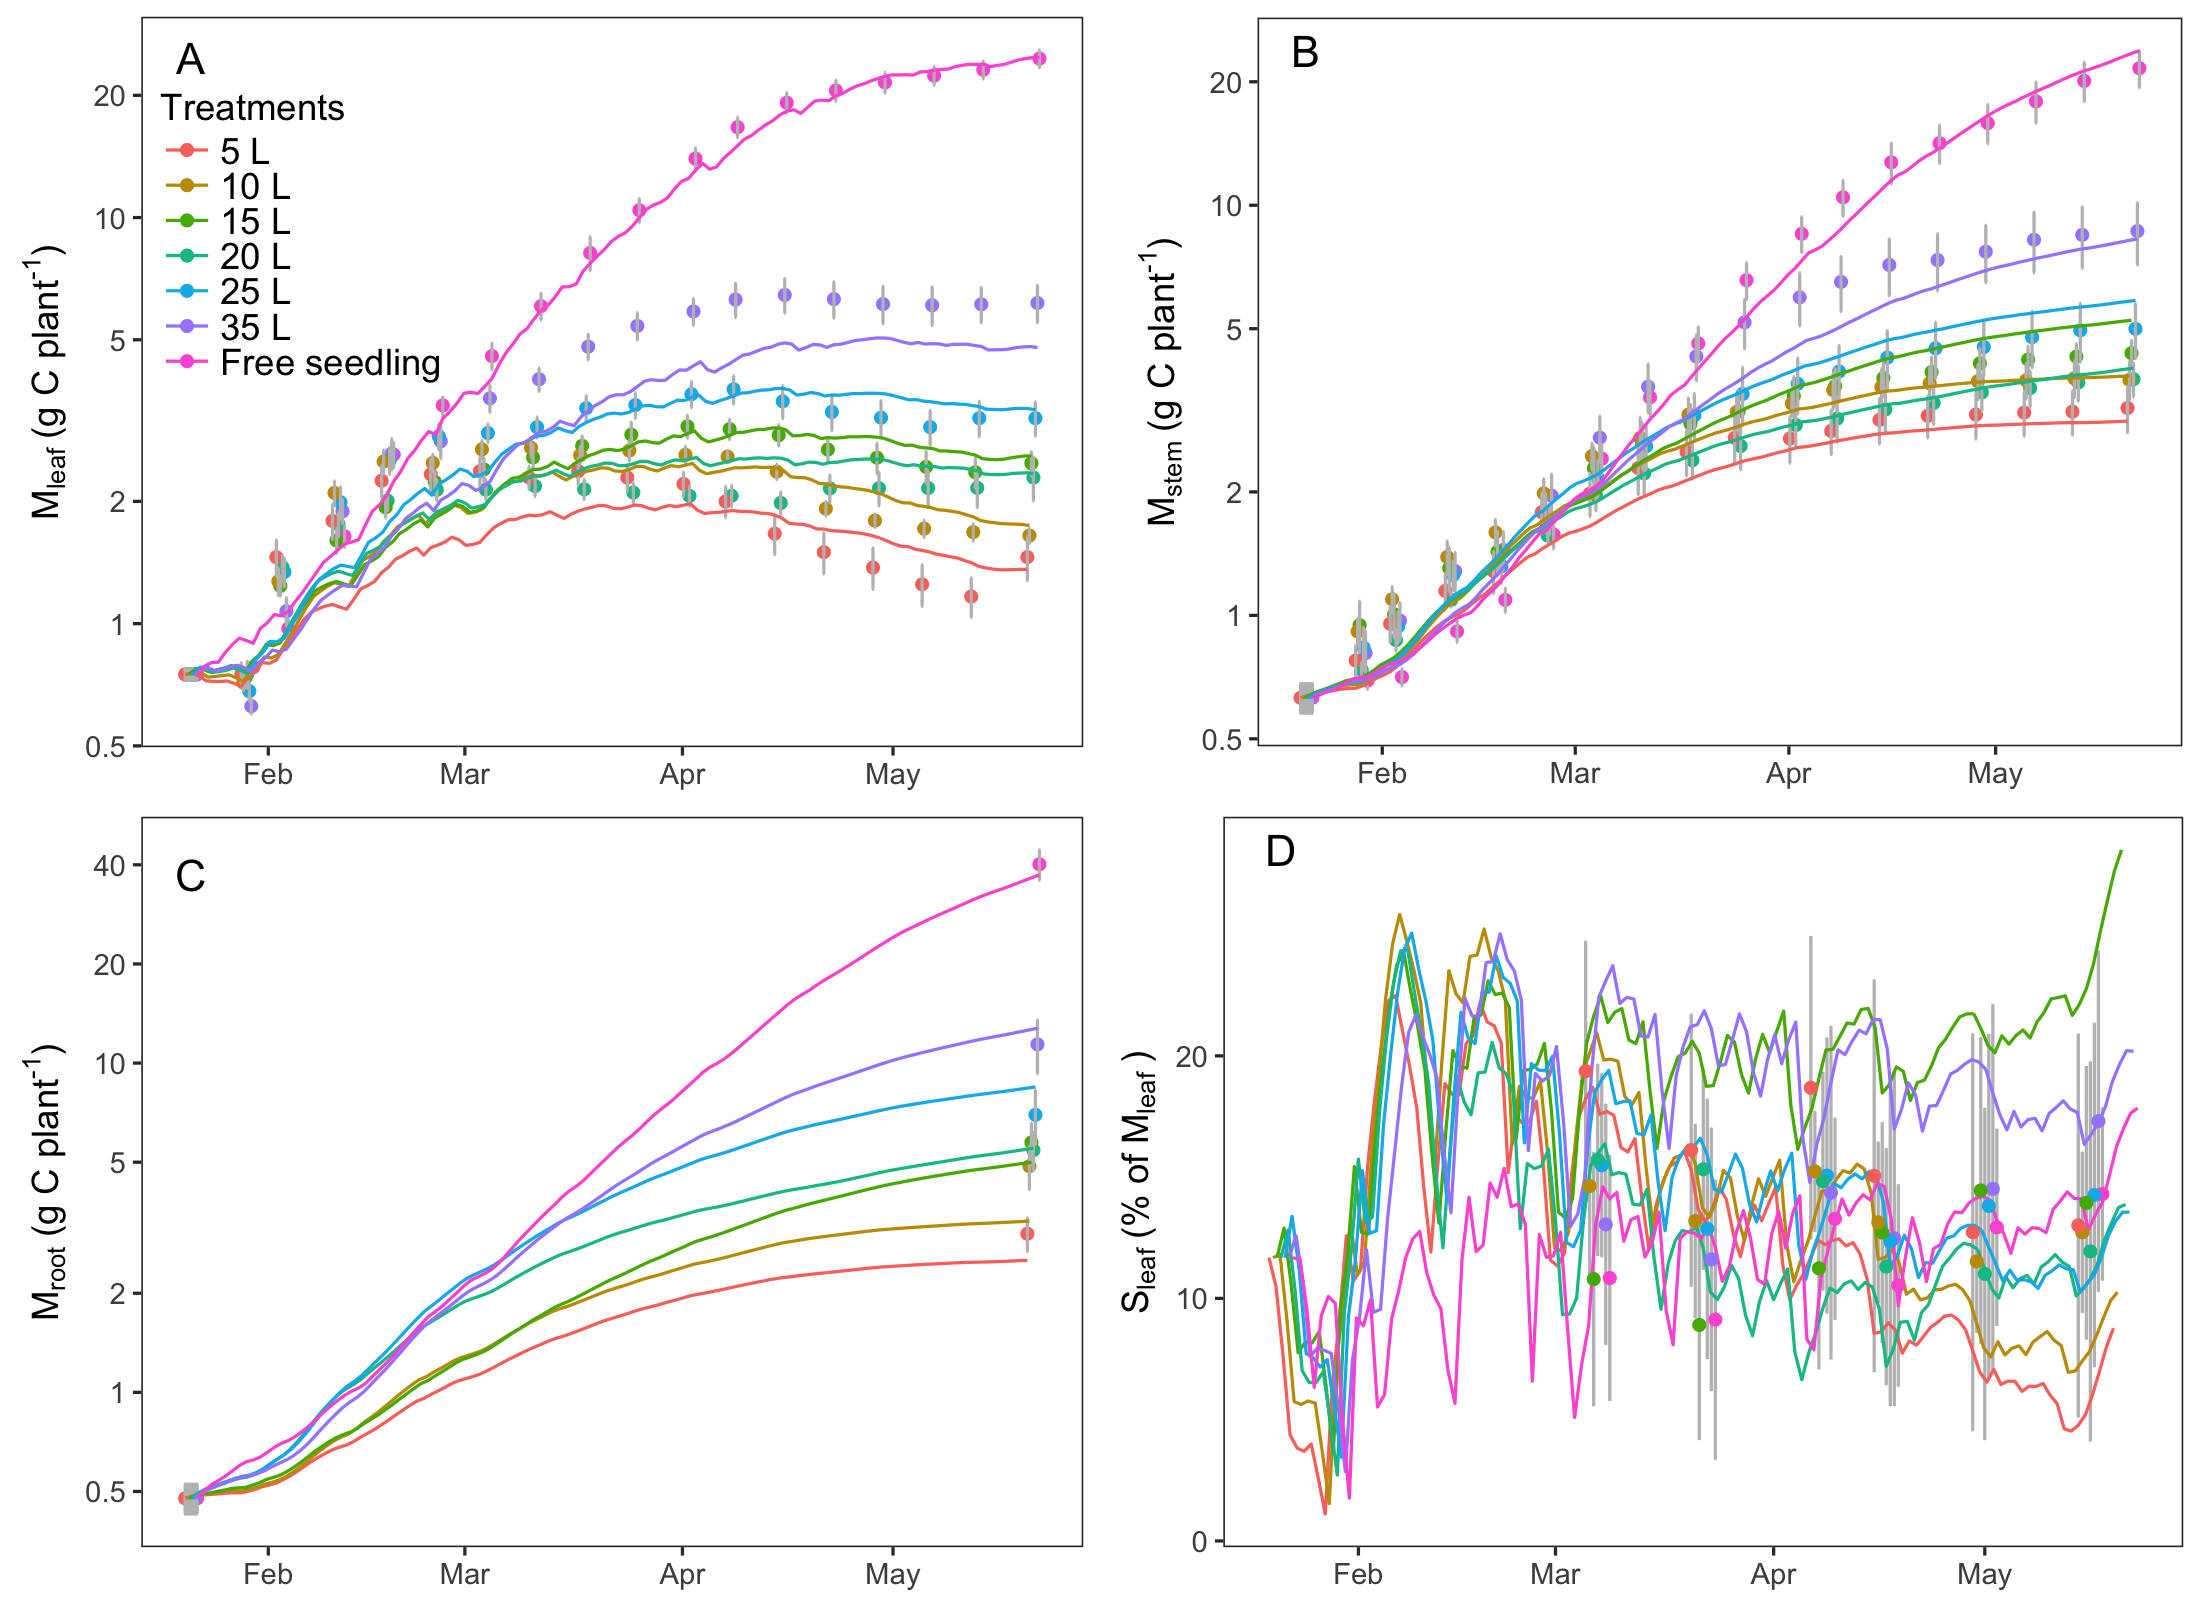 A
Treatments
5 L
10 L
15 L
20 L
25 L
35 L
Free seedling
20
10
5
2
1
0.5
Feb Mar Apr May
Mleaf (g C plant-1)
B
20
10
5
2
1
0.5
Feb Mar Apr May
Mstem (g C plant-1)
C
40
20
10
5
2
1
0.5
Feb Mar Apr May
Mroot (g C plant-1)
D
20
10
0
Feb Mar Apr May
Sleaf (% of Mleaf )